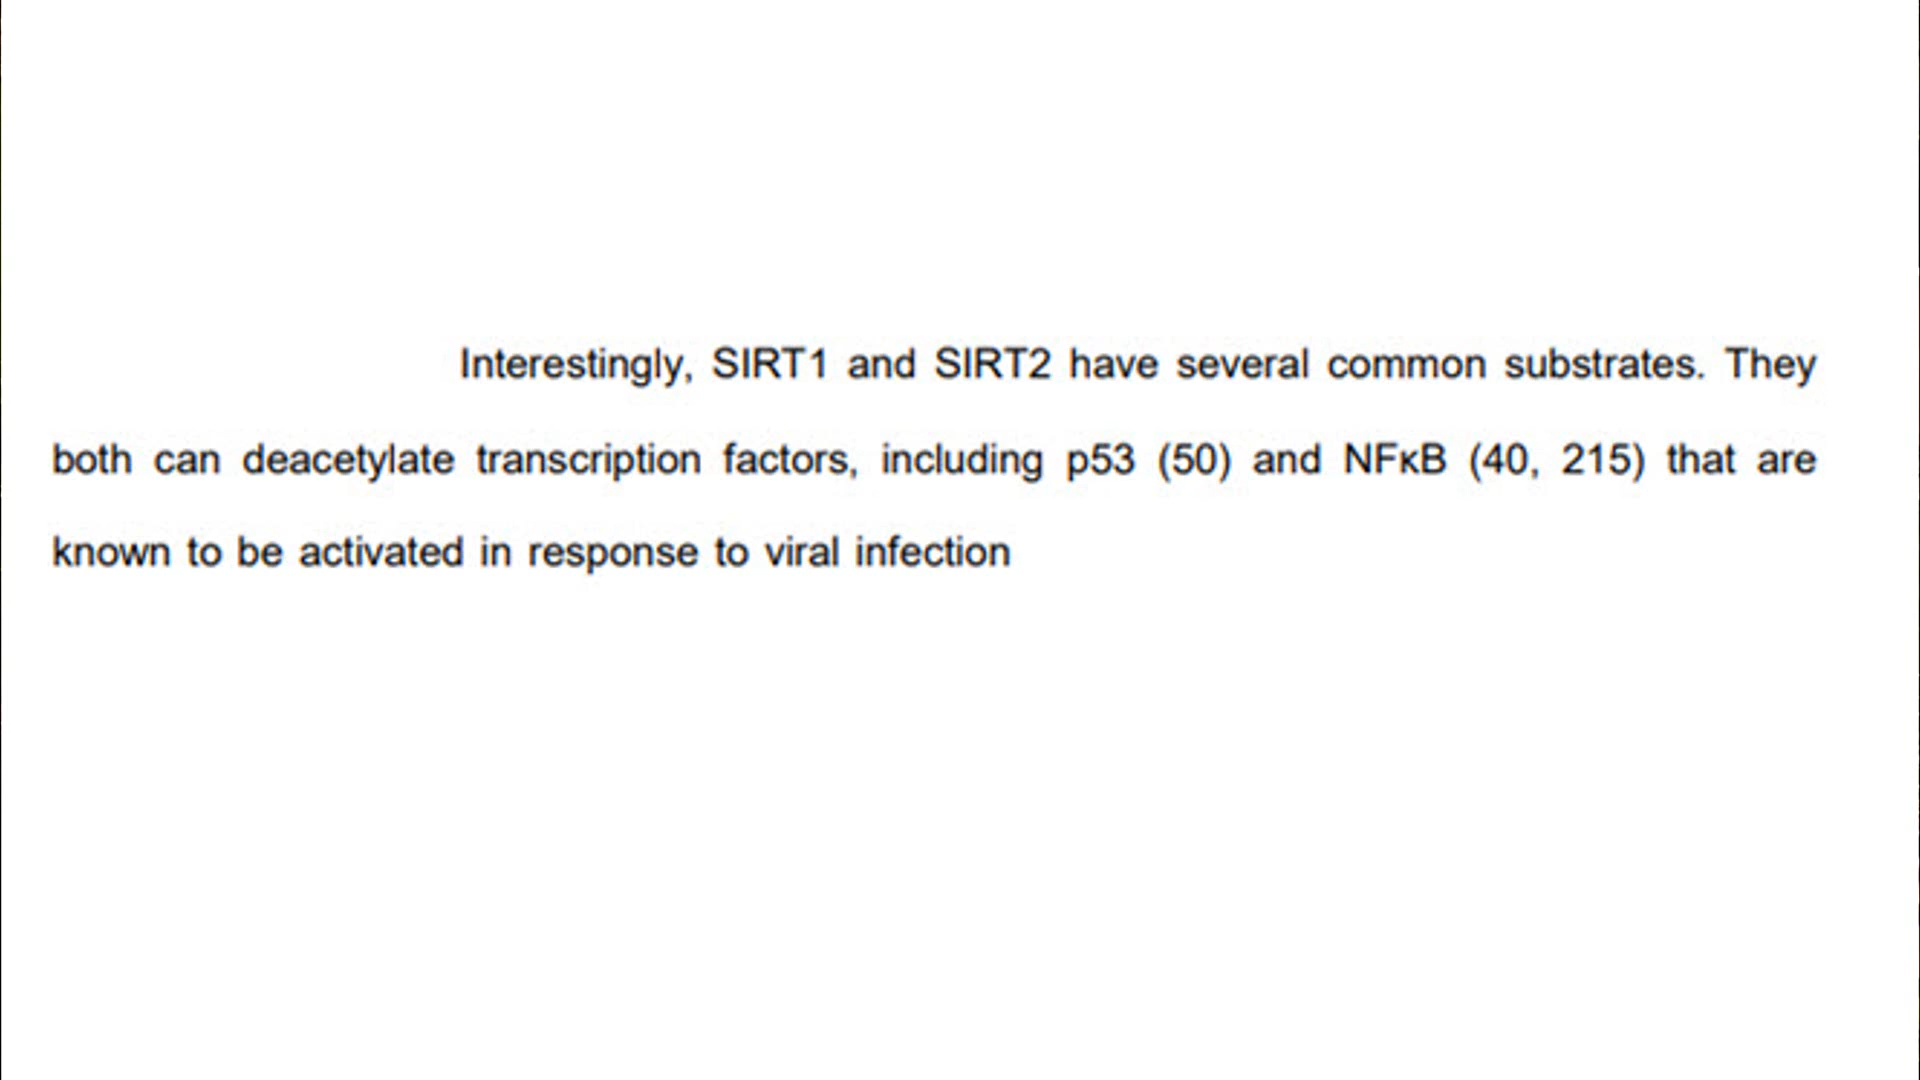 Interestingly, SIRT1 and SIRT2 have several common substrates. They
both can deacetylate transcription factors, including p53 (50) and NFκB (40, 215) that are
known to be activated in response to viral infection